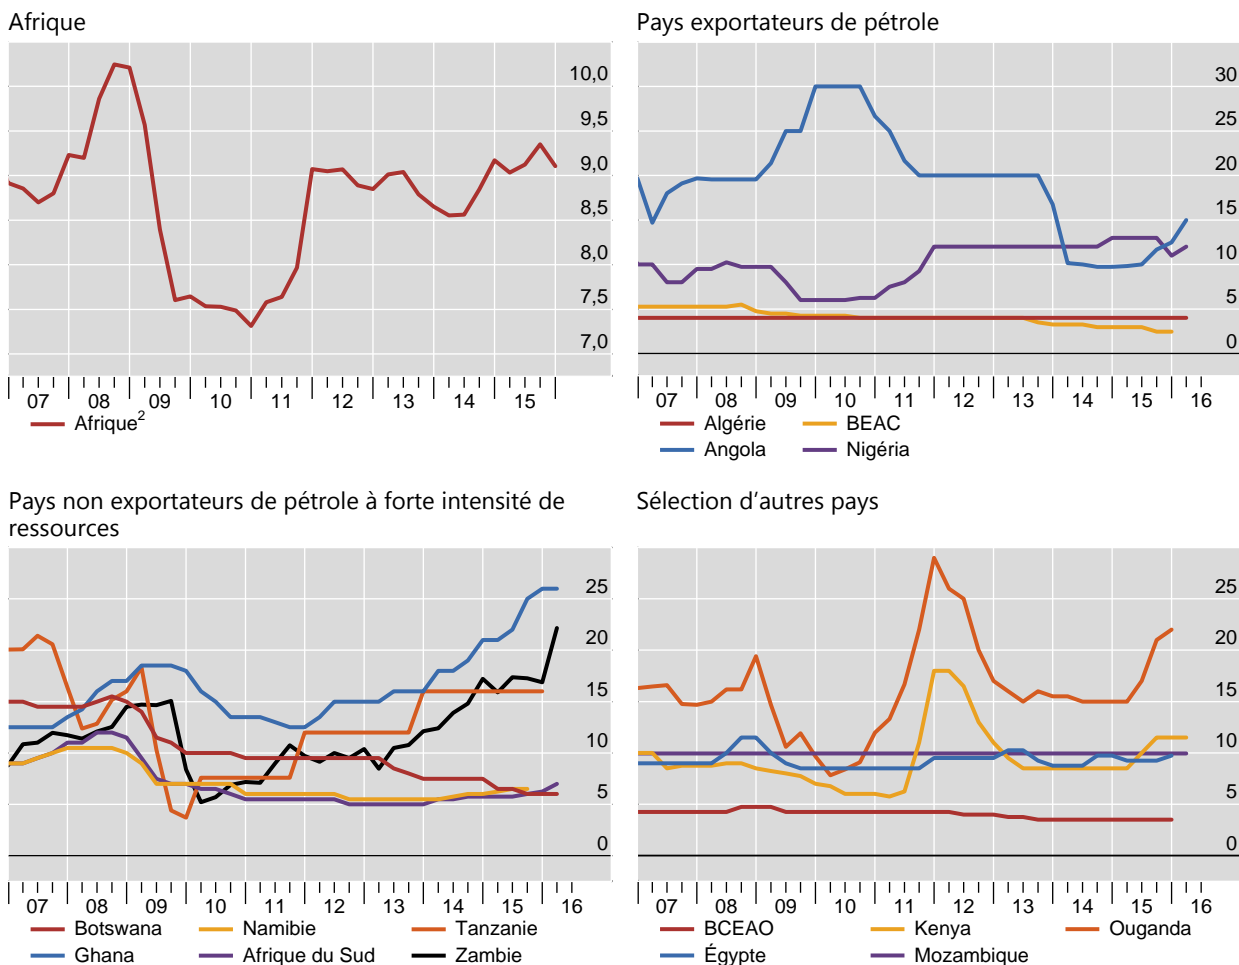 Afrique
10,0
9,5
9,0
8,5
8,0
7,5
7,0
07 08 09 10 11 12 13 14 15
Afrique2
Pays exportateurs de pétrole
30
25
20
15
10
5
0
07 08 09 10 11 12 13 14 15 16
Algérie BEAC
Angola Nigéria
Pays non exportateurs de pétrole à forte intensité de
ressources
25
20
15
10
5
0
07 08 09 10 11 12 13 14 15 16
Botswana Namibie Tanzanie
Ghana Afrique du Sud Zambie
Sélection d’autres pays
25
20
15
10
5
0
07 08 09 10 11 12 13 14 15 16
BCEAO Kenya Ouganda
Égypte Mozambique